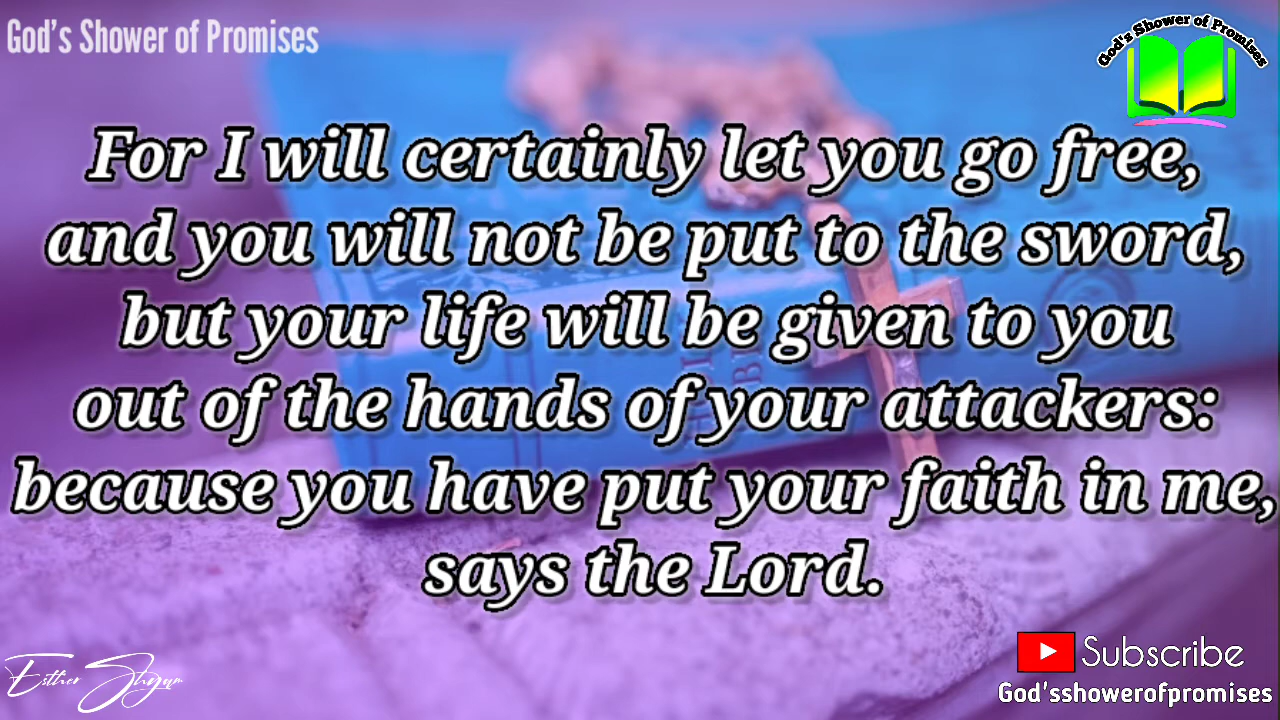 God's Shower of Promises
God's Shower of Promises
For I will certainly let you go free,
and you will not be put to the sword,
but your life will be given to you
out of the hands of your attackers:
because you have put your faith in me,
says the Lord.
Esther Shyam
Subscribe
God'sshowerofpromises